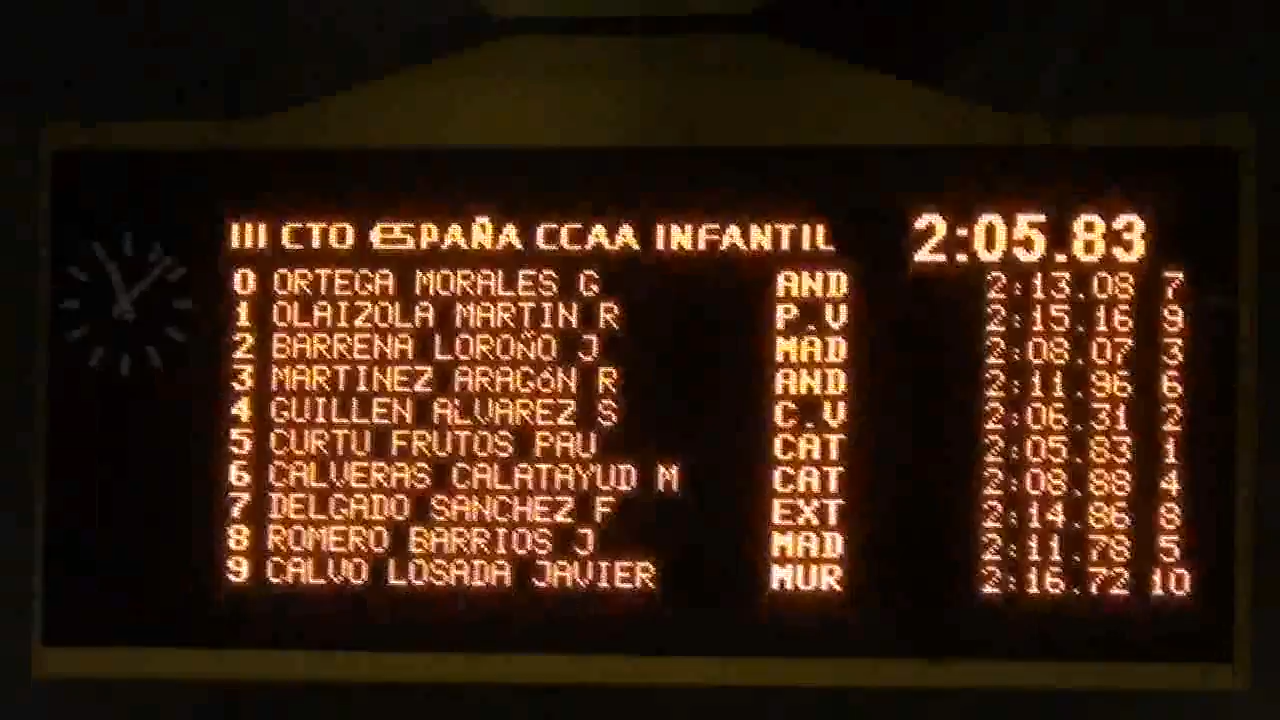 III CTO ESPAÑA CCAA INFANTIL 2:05.83
0 ORTEGA MORALES G AND 2:13.08 7
1 OLAIZOLA MARTIN R P.V 2:15.16 9
2 BARRENA LOROÑO J MAD 2:08.07 3
3 MARTINEZ ARAGóN R AND 2:11.96 6
4 GUILLEN ALVAREZ S C.V 2:06.31 2
5 CURTU FRUTOS PAU CAT 2:05.83 1
6 CALVERAS CALATAYUD M CAT 2:08.88 4
7 DELGADO SANCHEZ F EXT 2:14.86 8
8 ROMERO BARRIOS J MAD 2:11.78 5
9 CALVO LOSADA JAVIER MUR 2:16.72 10